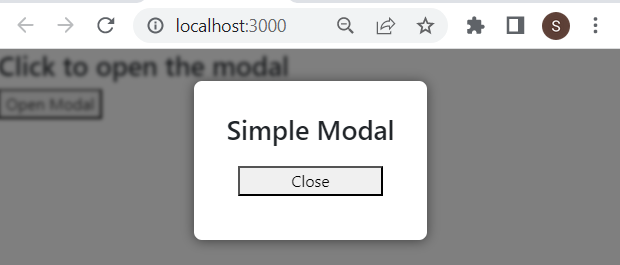 localhost:3000
S
Click to open the modal
Open Modal
Simple Modal
Close